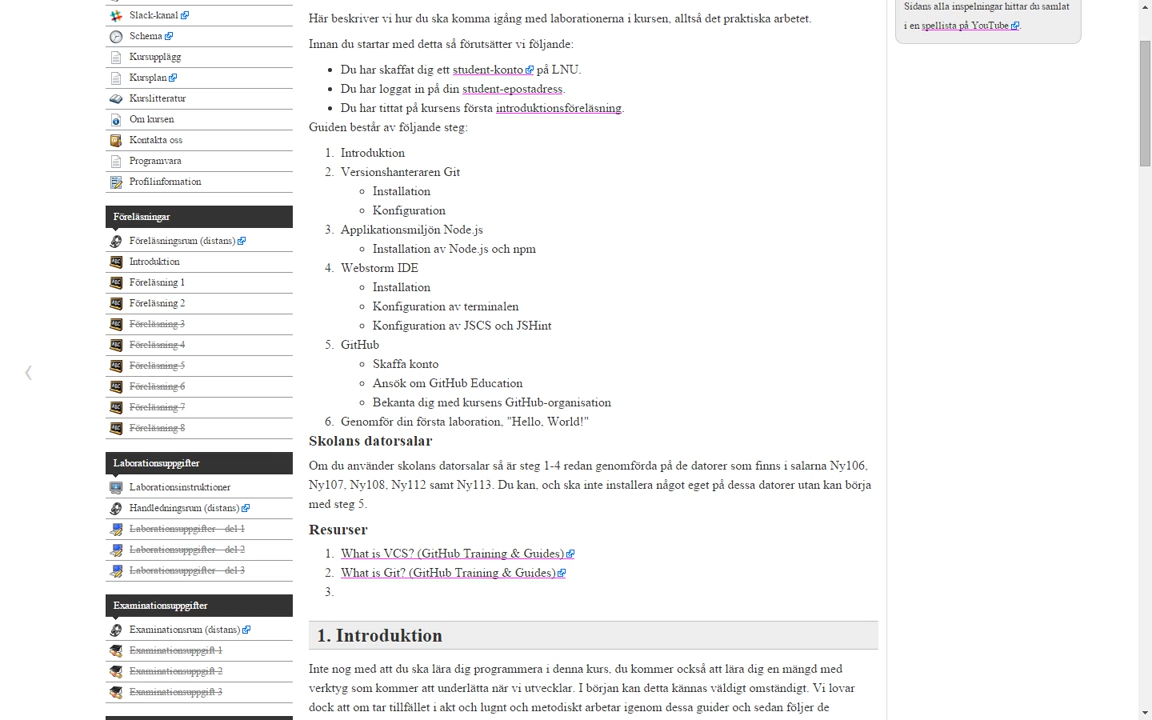 Slack-kanal
Schema
Kursupplägg
Kursplan
Kurslitteratur
Om kursen
Kontakta oss
Programvara
Profilinformation
Föreläsningar
Föreläsningsrum (distans)
Introduktion
Föreläsning 1
Föreläsning 2
Föreläsning 3
Föreläsning 4
Föreläsning 5
Föreläsning 6
Föreläsning 7
Föreläsning 8
Laborationsuppgifter
Laborationsinstruktioner
Handledningsrum (distans)
Laborationsuppgifter - del 1
Laborationsuppgifter - del 2
Laborationsuppgifter - del 3
Examinationsuppgifter
Examinationsrum (distans)
Examinationsuppgift 1
Examinationsuppgift 2
Examinationsuppgift 3
Här beskriver vi hur du ska komma igång med laborationerna i kursen, alltså det praktiska arbetet.
Innan du startar med detta så förutsätter vi följande:
• Du har skaffat dig ett student-konto på LNU.
• Du har loggat in på din student-epostadress.
• Du har tittat på kursens första introduktionsföreläsning.
Guiden består av följande steg:
1. Introduktion
2. Versionshanteraren Git
◦ Installation
◦ Konfiguration
3. Applikationsmiljön Node.js
◦ Installation av Node.js och npm
4. Webstorm IDE
◦ Installation
◦ Konfiguration av terminalen
◦ Konfiguration av JSCS och JSHint
5. GitHub
◦ Skaffa konto
◦ Ansök om GitHub Education
◦ Bekanta dig med kursens GitHub-organisation
6. Genomför din första laboration, "Hello, World!"
Skolans datorsalar
Om du använder skolans datorsalar så är steg 1-4 redan genomförda på de datorer som finns i salarna Ny106,
Ny107, Ny108, Ny112 samt Ny113. Du kan, och ska inte installera något eget på dessa datorer utan kan börja
med steg 5.
Resurser
1. What is VCS? (GitHub Training & Guides)
2. What is Git? (GitHub Training & Guides)
3.
1. Introduktion
Inte nog med att du ska lära dig programmera i denna kurs, du kommer också att lära dig en mängd med
verktyg som kommer att underlätta när vi utvecklar. I början kan detta kännas väldigt omständigt. Vi lovar
dock att om tar tillfället i akt och lugnt och metodiskt arbetar igenom dessa guider och sedan följer de
Sidans alla inspelningar hittar du samlat
i en spellista på YouTube.